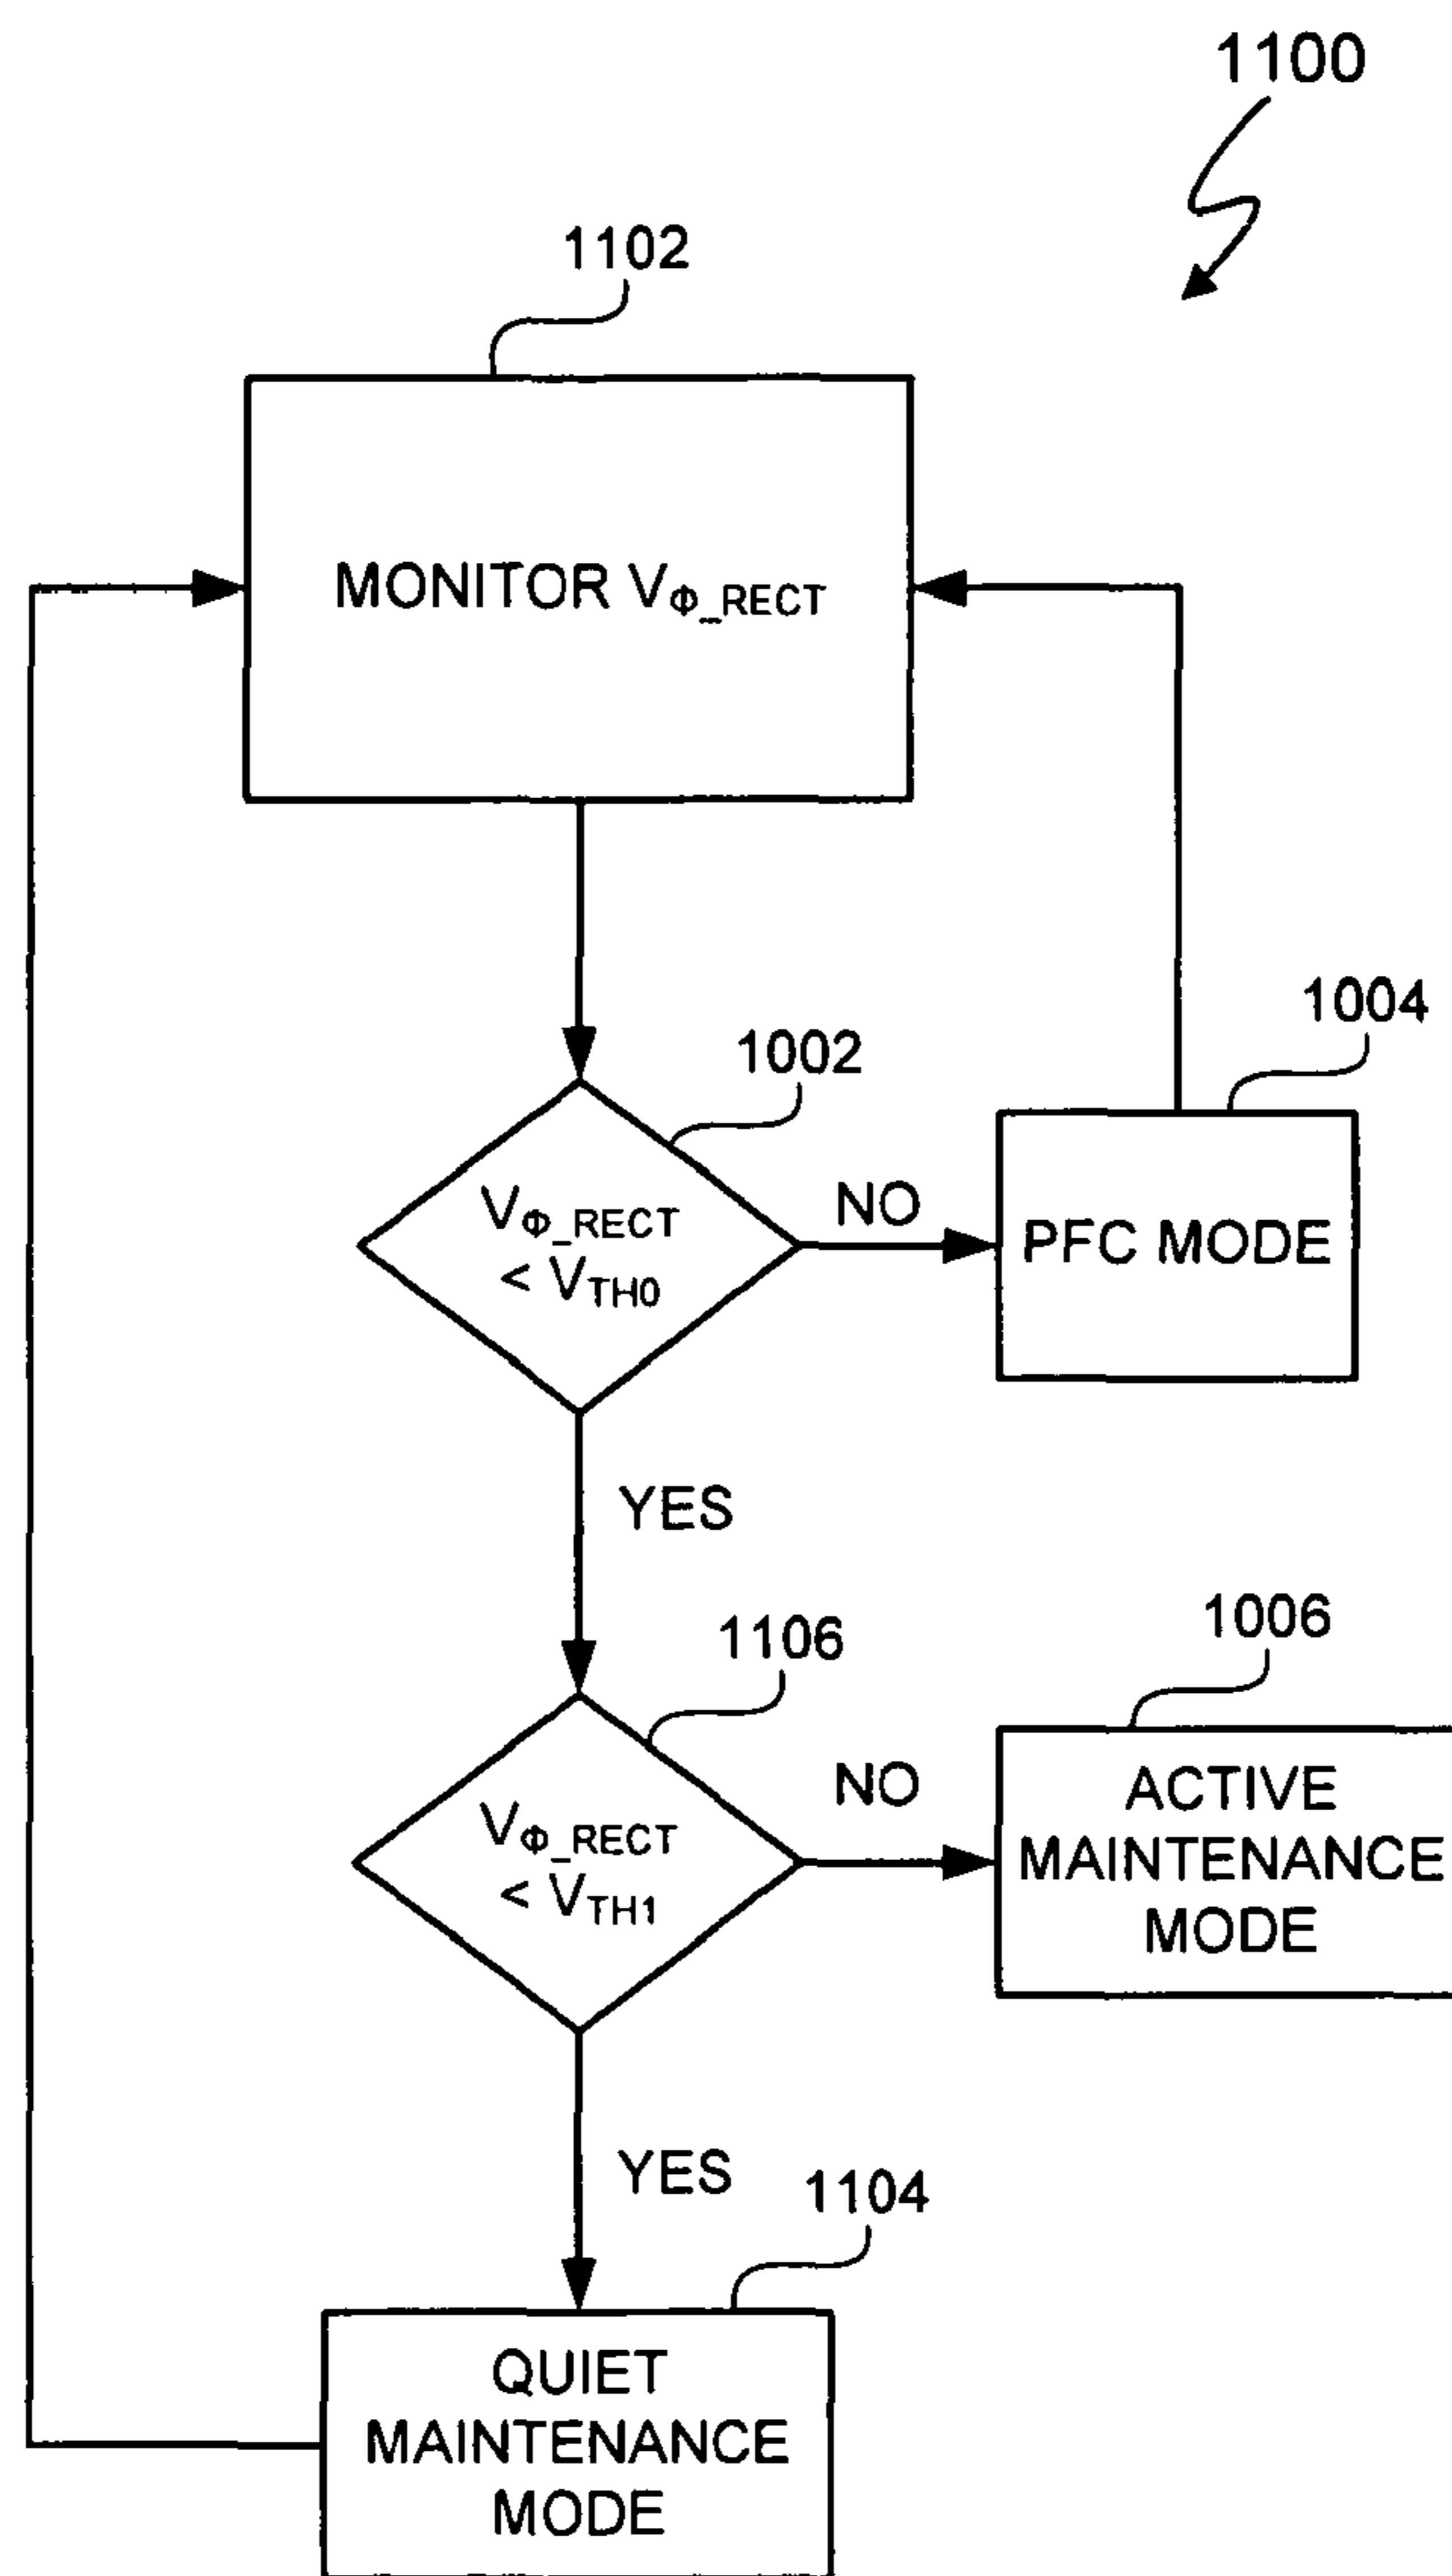 1100
1102
MONITOR VΦ_RECT
1004
1002
VΦ_RECT
< VTH0
NO
PFC MODE
YES
1006
1106
VΦ_RECT
< VTH1
NO
ACTIVE
MAINTENANCE
MODE
YES
1104
QUIET
MAINTENANCE
MODE